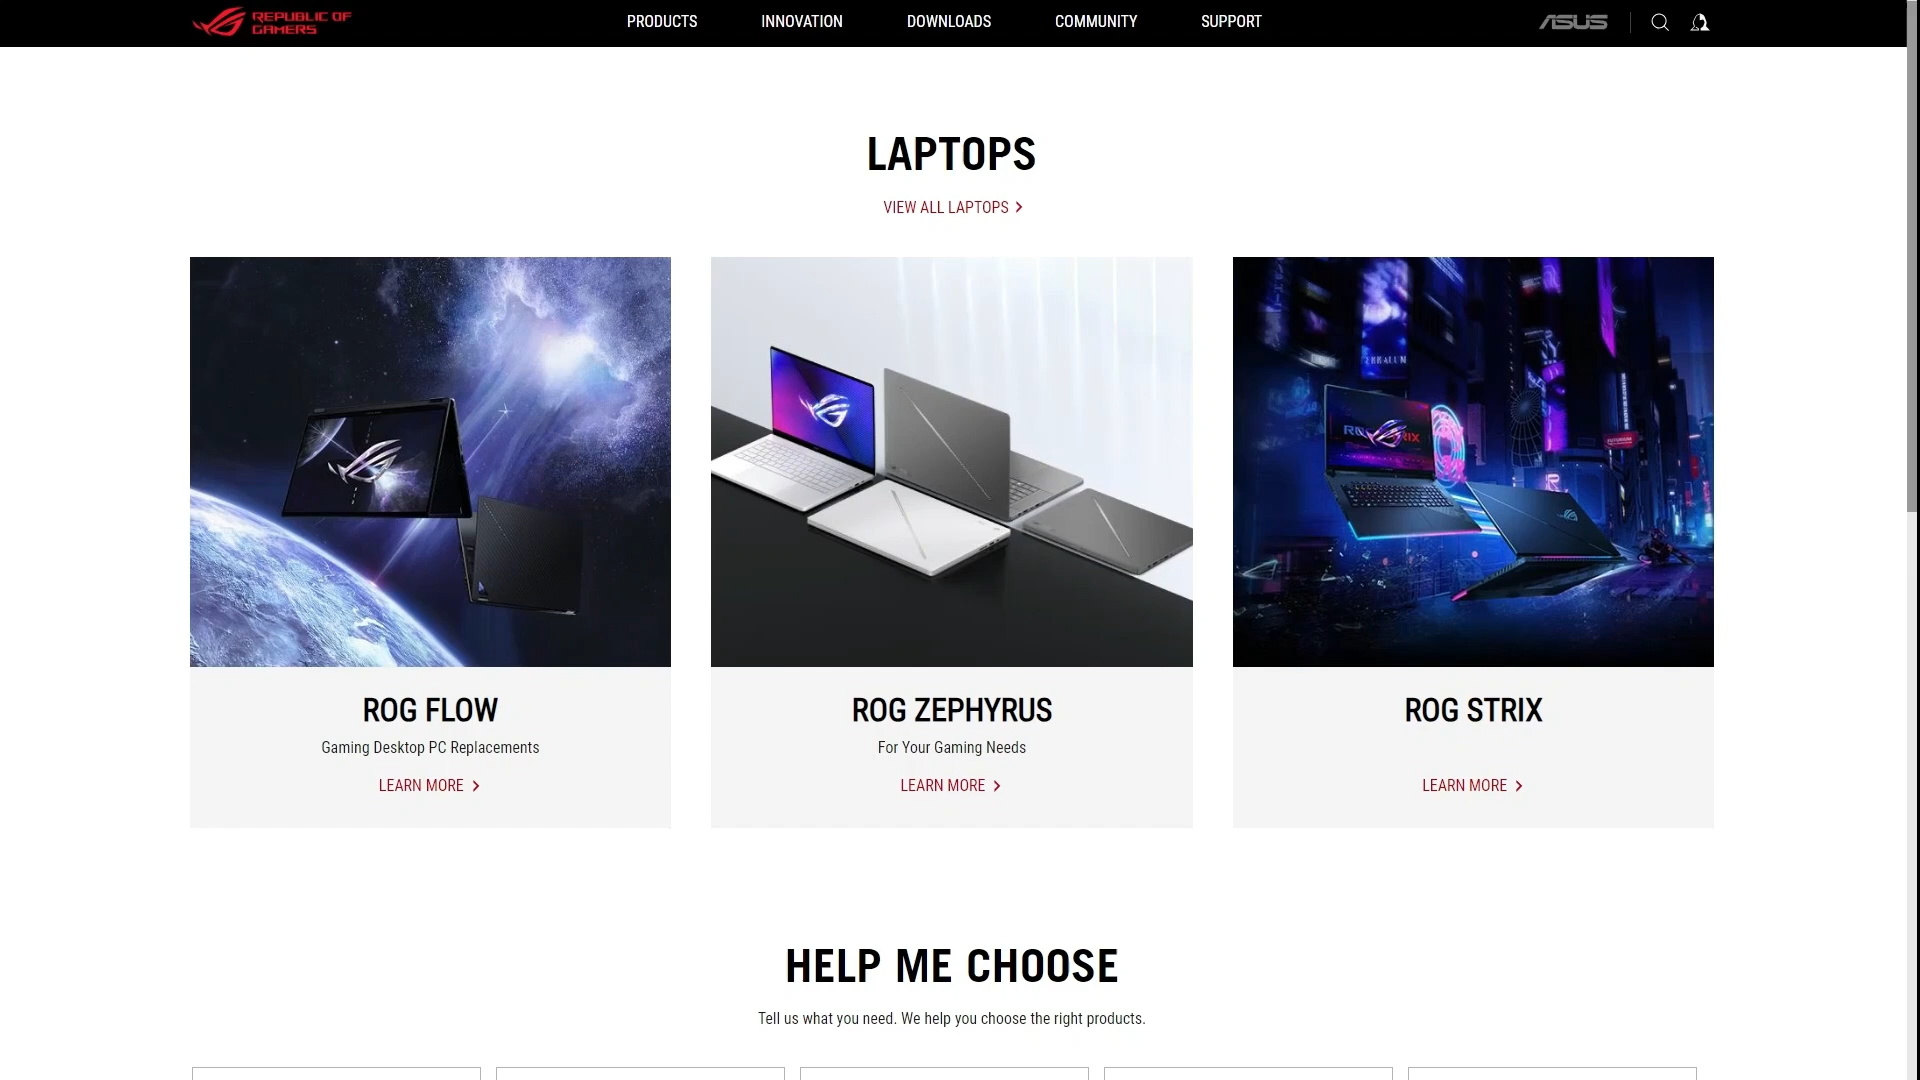 REPUBLIC OF
GAMERS
PRODUCTS
INNOVATION
DOWNLOADS
COMMUNITY
SUPPORT
ASUS
LAPTOPS
VIEW ALL LAPTOPS
ROG FLOW
Gaming Desktop PC Replacements
LEARN MORE
ROG ZEPHYRUS
For Your Gaming Needs
LEARN MORE
ROG STRIX
LEARN MORE
HELP ME CHOOSE
Tell us what you need. We help you choose the right products.